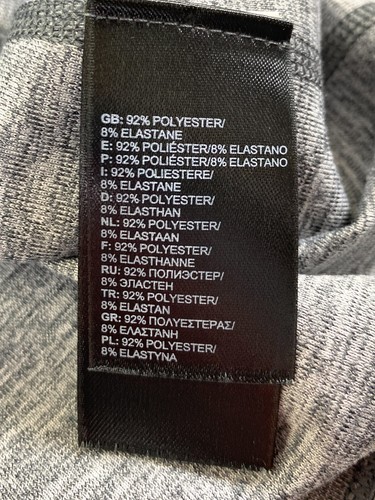 GB: 92% POLYESTER/
8% ELASTANE
E: 92% POLIÉSTER/8% ELASTANO
P: 92% POLIÉSTER/8% ELASTANO
I: 92% POLIESTERE/
8% ELASTANE
D: 92% POLYESTER/
8% ELASTHAN
NL: 92% POLYESTER/
8% ELASTAAN
F: 92% POLYESTER/
8% ELASTHANNE
RU: 92% ПОЛИЭСТЕР/
8% ЭЛАСТЕН
TR: 92% POLYESTER/
8% ELASTAN
GR: 92% ΠΟΛΥΕΣΤΕΡΑΣ/
8% ΕΛΑΣΤΑΝΗ
PL: 92% POLYESTER/
8% ELASTYNA